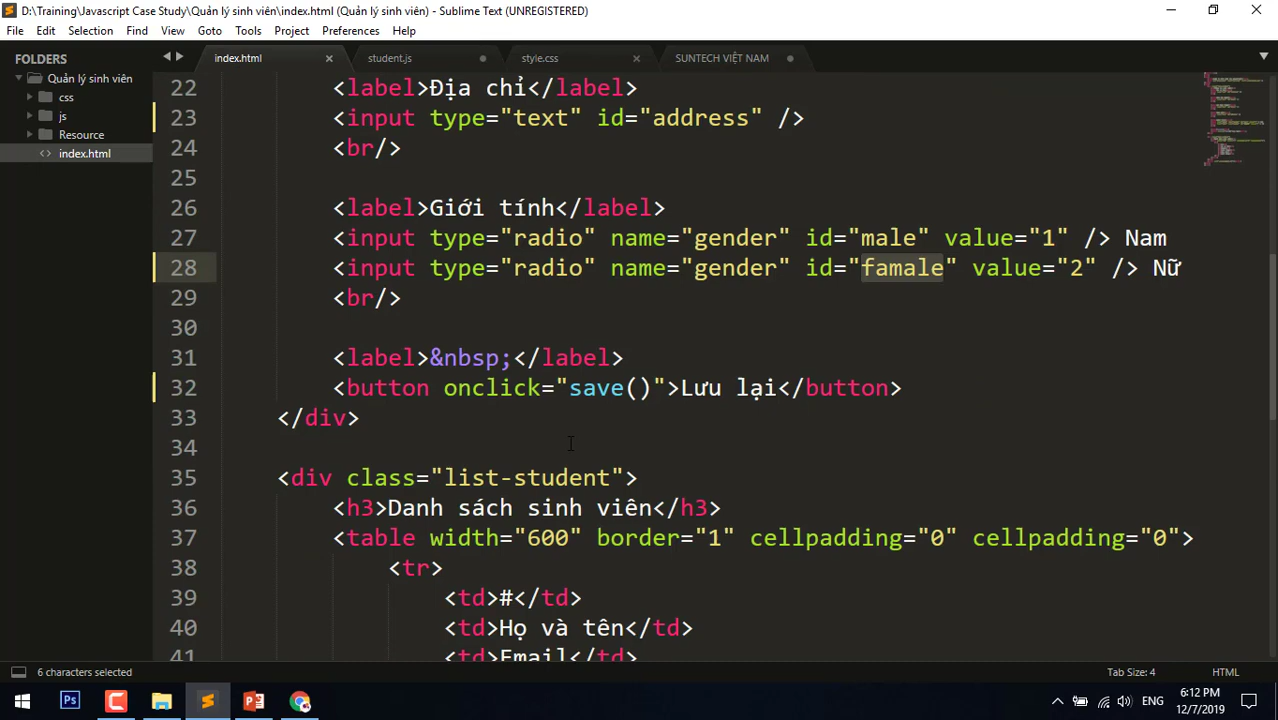 D:\Training\Javascript Case Study\Quản lý sinh viên\index.html (Quản lý sinh viên) - Sublime Text (UNREGISTERED)
File Edit Selection Find View Goto Tools Project Preferences Help
FOLDERS
Quản lý sinh viên
css
js
Resource
index.html
index.html student.js style.css SUNTECH VIỆT NAM
22 <label>Địa chỉ</label>
23 <input type="text" id="address" />
24 <br/>
25
26 <label>Giới tính</label>
27 <input type="radio" name="gender" id="male" value="1" /> Nam
28 <input type="radio" name="gender" id="famale" value="2" /> Nữ
29 <br/>
30
31 <label>&nbsp;</label>
32 <button onclick="save()">Lưu lại</button>
33 </div>
34
35 <div class="list-student">
36 <h3>Danh sách sinh viên</h3>
37 <table width="600" border="1" cellpadding="0" cellpadding="0">
38 <tr>
39 <td>#</td>
40 <td>Họ và tên</td>
41 <td>Email</td>
6 characters selected Tab Size: 4 HTML
ENG
6:12 PM
12/7/2019